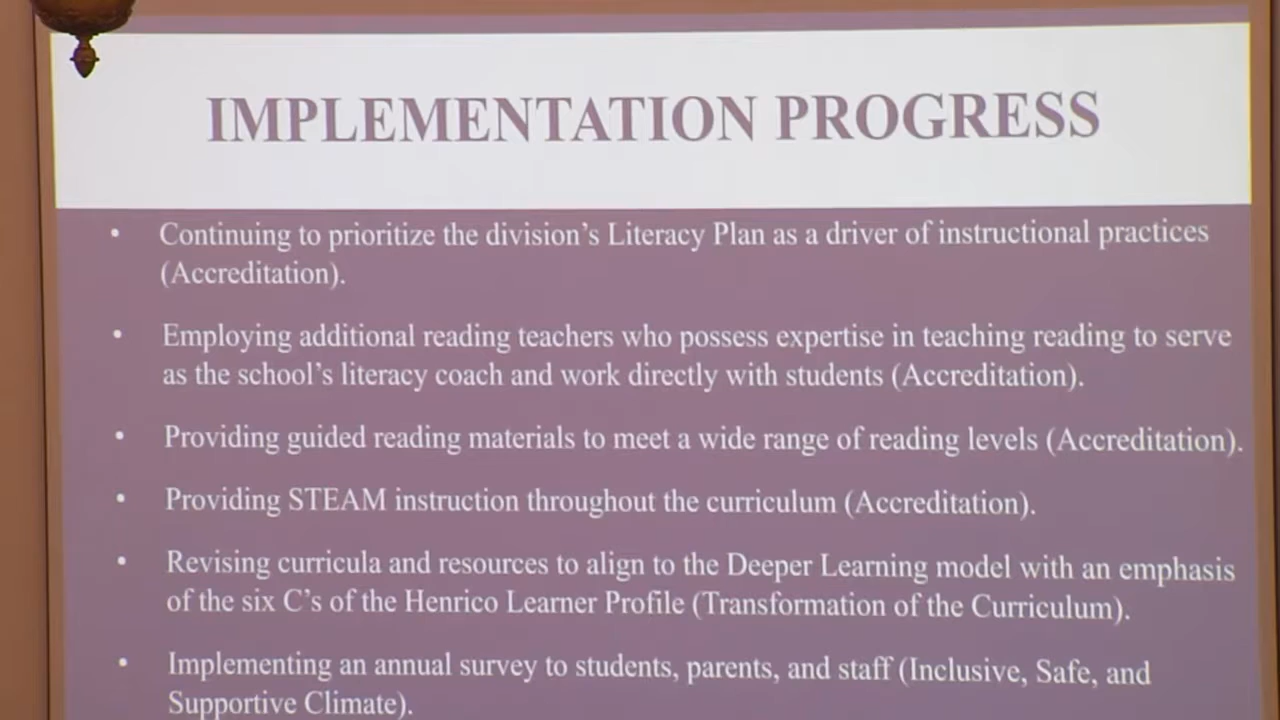 IMPLEMENTATION PROGRESS
• Continuing to prioritize the division’s Literacy Plan as a driver of instructional practices
(Accreditation).
• Employing additional reading teachers who possess expertise in teaching reading to serve
as the school’s literacy coach and work directly with students (Accreditation).
• Providing guided reading materials to meet a wide range of reading levels (Accreditation).
• Providing STEAM instruction throughout the curriculum (Accreditation).
• Revising curricula and resources to align to the Deeper Learning model with an emphasis
of the six C’s of the Henrico Learner Profile (Transformation of the Curriculum).
• Implementing an annual survey to students, parents, and staff (Inclusive, Safe, and
Supportive Climate).